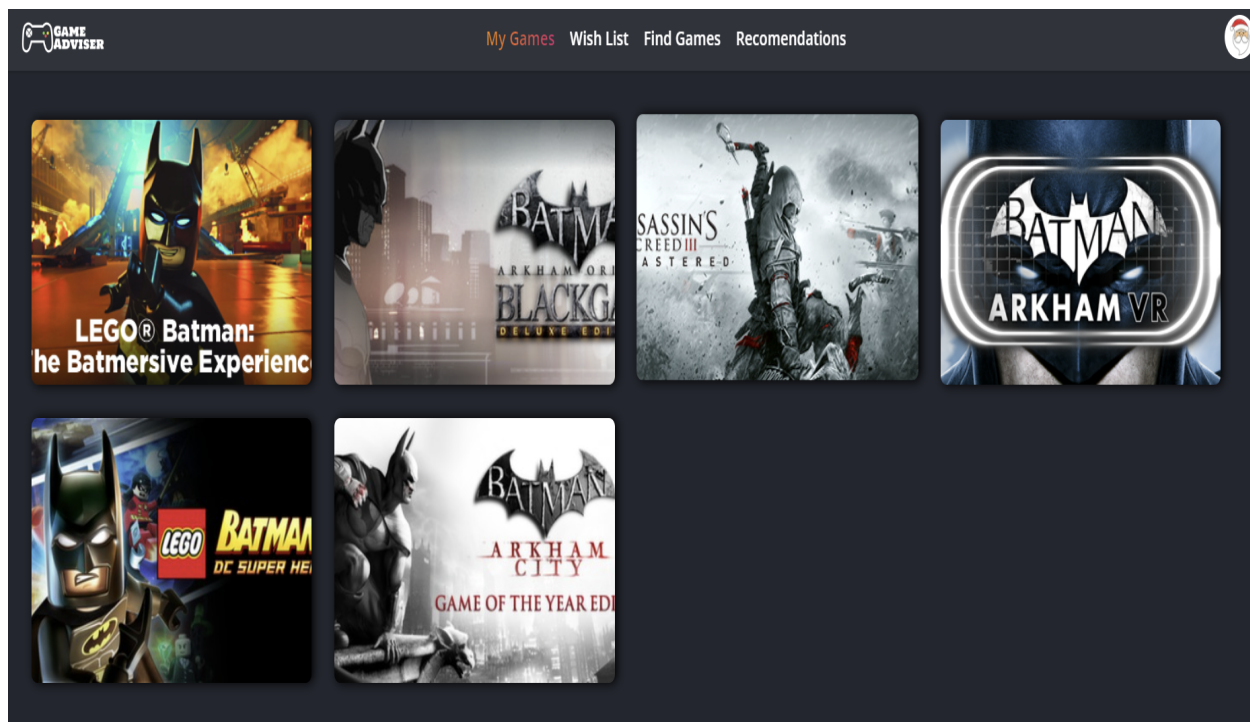 GAME
ADVISER
My Games
Wish List
Find Games
Recomendations
LEGO® Batman:
he Batmersive Experienc
BATMA
ARKHAM ORI
BLACKGA
DELUXE EDI
SASSIN'S
CREED III
ASTERED
BATMAN
ARKHAM VR
LEGO
BATMAN
DC SUPER HE
BATMAN
ARKHAM
CITY
GAME OF THE YEAR EDI